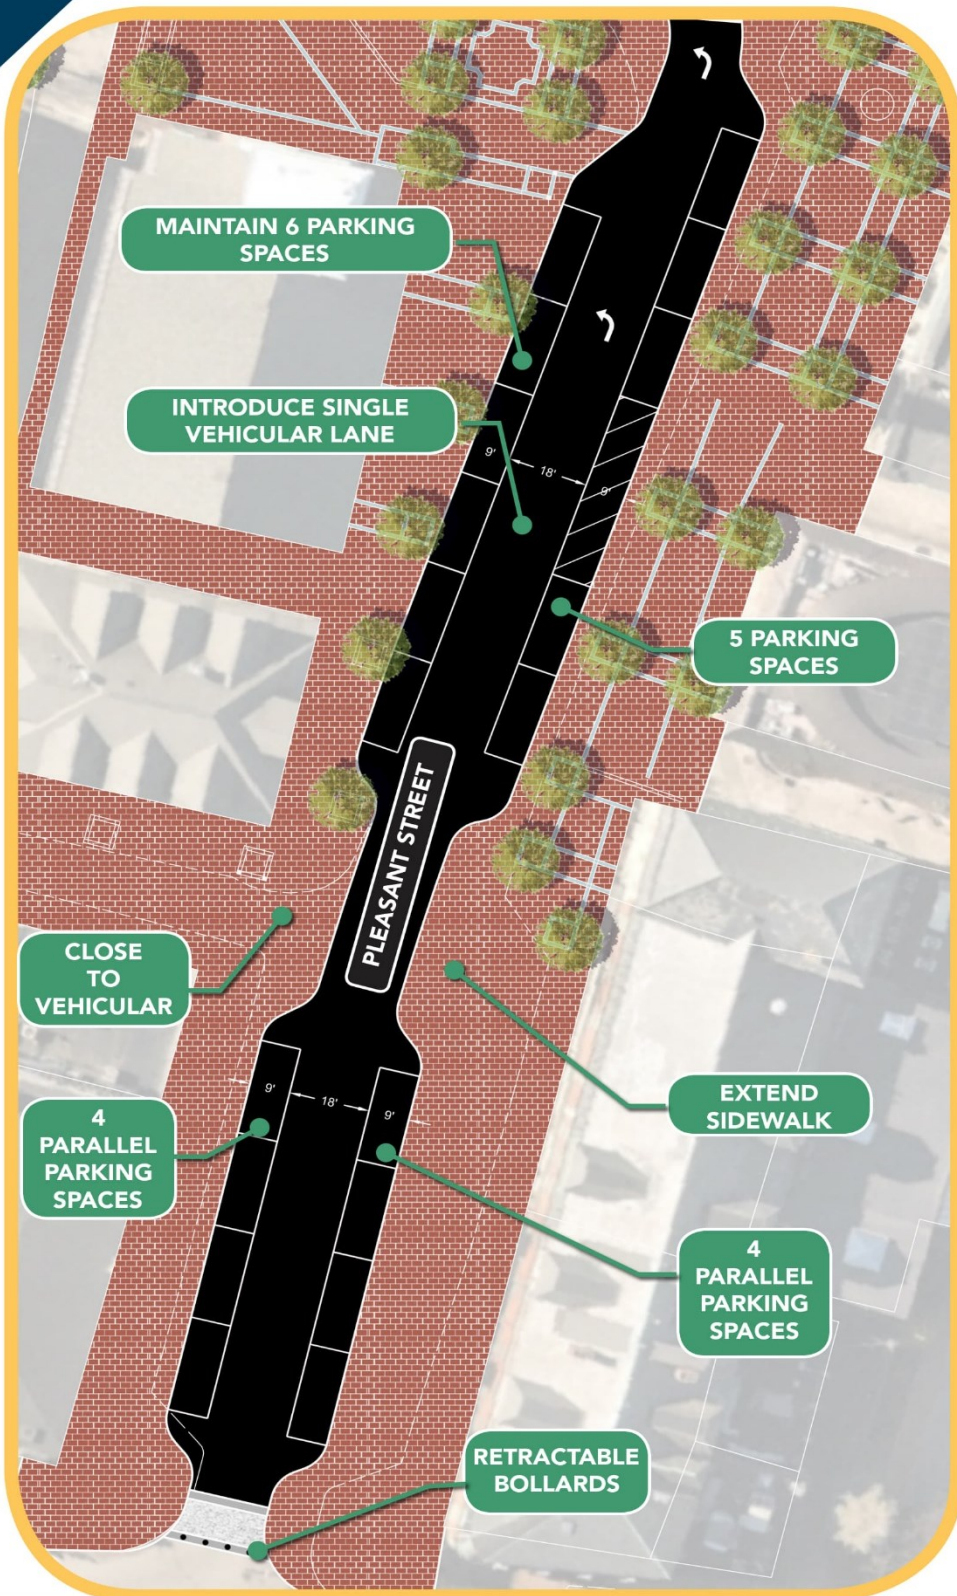 MAINTAIN 6 PARKING
SPACES
INTRODUCE SINGLE
VEHICULAR LANE
9'
18'
9'
5 PARKING
SPACES
PLEASANT STREET
CLOSE
TO
VEHICULAR
EXTEND
SIDEWALK
9'
18'
9'
4
PARALLEL
PARKING
SPACES
4
PARALLEL
PARKING
SPACES
RETRACTABLE
BOLLARDS